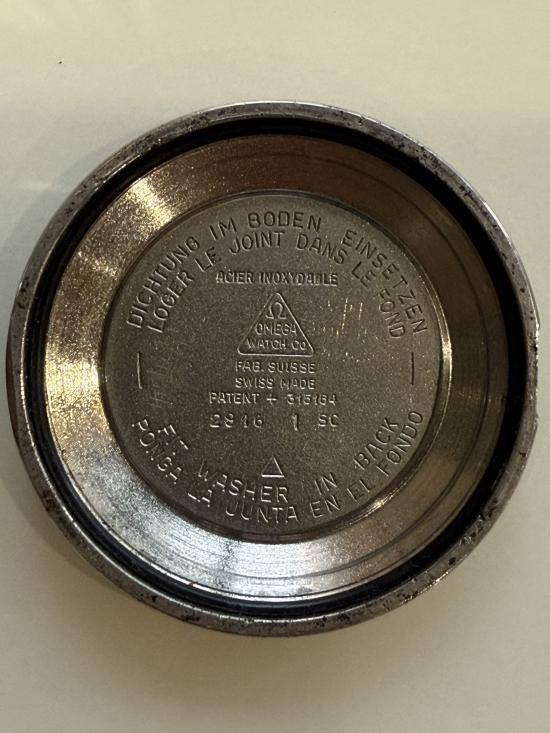 DICHTUNG IM BODEN EINSETZEN
LOGER LE JOINT DANS LE FOND
ACIER INOXYDABLE
Ω
OMEGA
WATCH CO
FAB. SUISSE
SWISS MADE
PATENT + 315164
2846 1 SC
FIT WASHER IN BACK
PONGA LA JUNTA EN EL FONDO